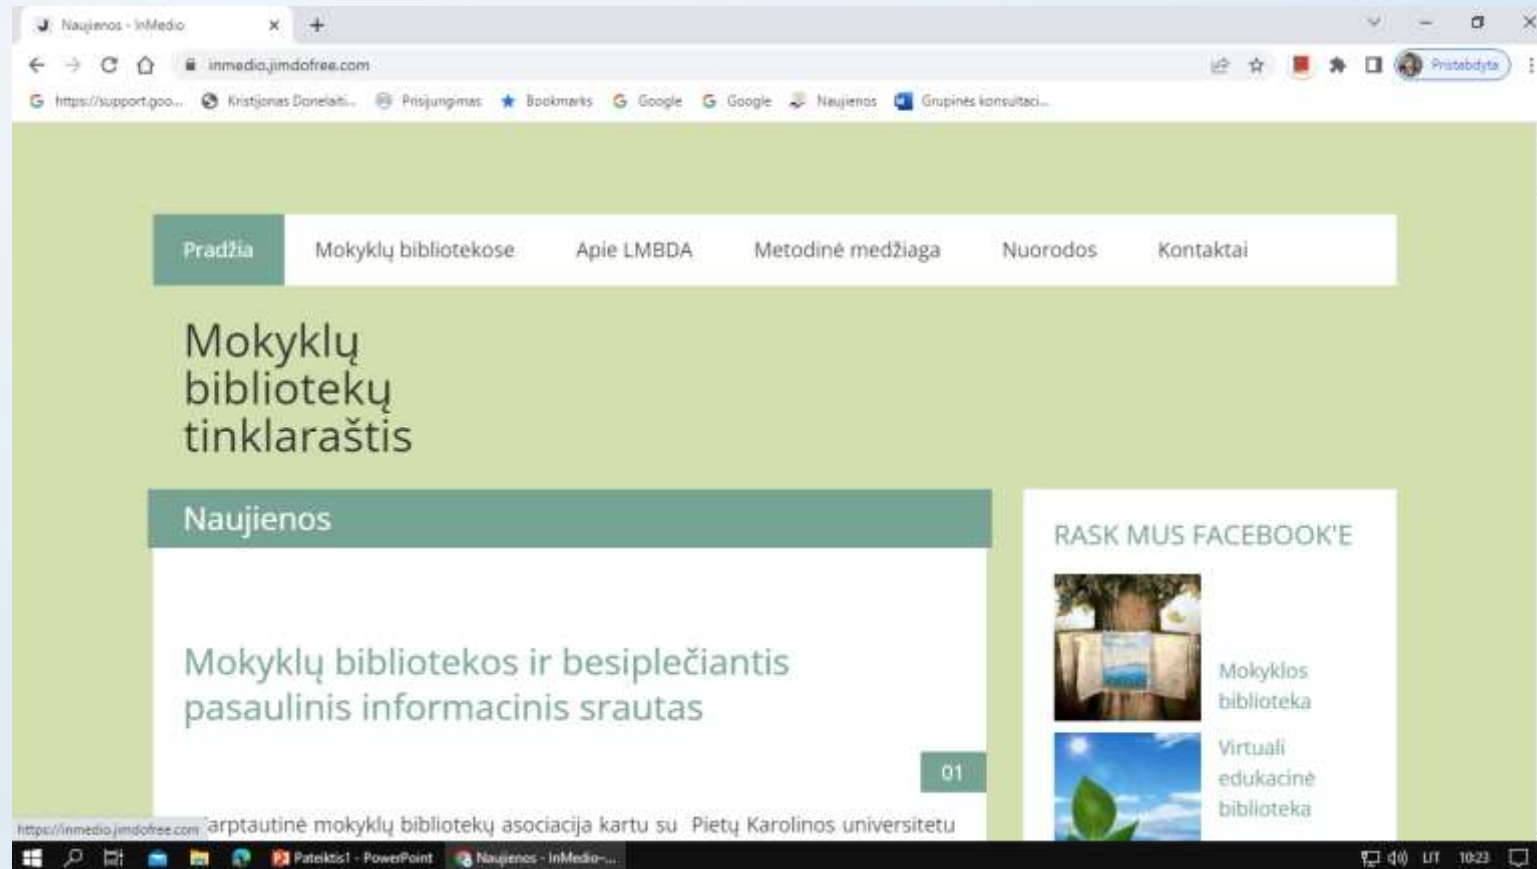 Naujienos - InMedio
inmedio.jimdofree.com
Pristabdyta
https://support.goo... Kristijonas Donelaiti... Prisijungimas Bookmarks Google Google Naujienos Grupinės konsultaci...
Pradžia Mokyklų bibliotekose Apie LMBDA Metodinė medžiaga Nuorodos Kontaktai
Mokyklų
bibliotekų
tinklaraštis
Naujienos
RASK MUS FACEBOOK'E
Mokyklų bibliotekos ir besiplečiantis
pasaulinis informacinis srautas
Mokyklos
biblioteka
Virtuali
edukacinė
biblioteka
01
arptautinė mokyklų bibliotekų asociacija kartu su Pietų Karolinos universitetu
https://inmedio.jimdofree.com
Pateiktis1 - PowerPoint Naujienos - InMedio-... LIT 10:23